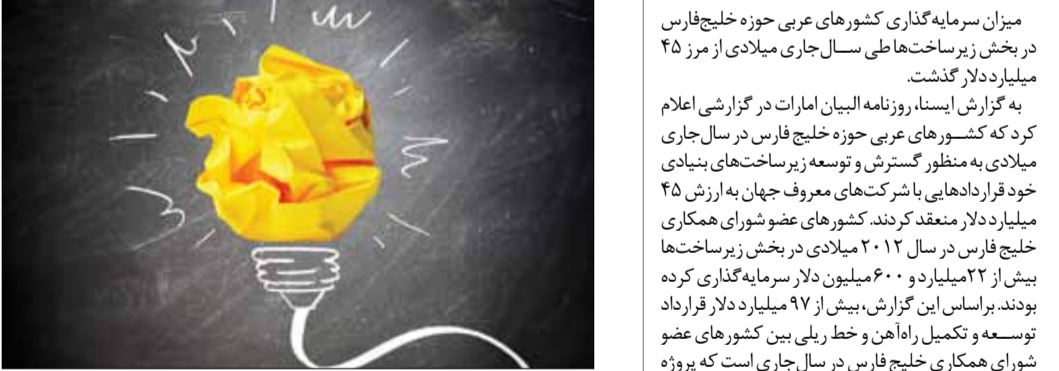 میزان سرمایه‌گذاری کشورهای عربی حوزه خلیج‌فارس
در بخش زیرساخت‌ها طی سال جاری میلادی از مرز ۴۵
میلیارد دلار گذشت.
به گزارش ایسنا، روزنامه البیان امارات در گزارشی اعلام
کرد که کشورهای عربی حوزه خلیج فارس در سال جاری
میلادی به منظور گسترش و توسعه زیرساخت‌های بنیادی
خود قراردادهایی با شرکت‌های معروف جهان به ارزش ۴۵
میلیارد دلار منعقد کردند. کشورهای عضو شورای همکاری
خلیج فارس در سال ۲۰۱۲ میلادی در بخش زیرساخت‌ها
بیش از ۲۲میلیارد و ۶۰۰ میلیون دلار سرمایه‌گذاری کرده
بودند. براساس این گزارش، بیش از ۹۷ میلیارد دلار قرارداد
توسعه و تکمیل راه‌آهن و خط ریلی بین کشورهای عضو
شورای همکاری خلیج فارس در سال جاری است که پروژه